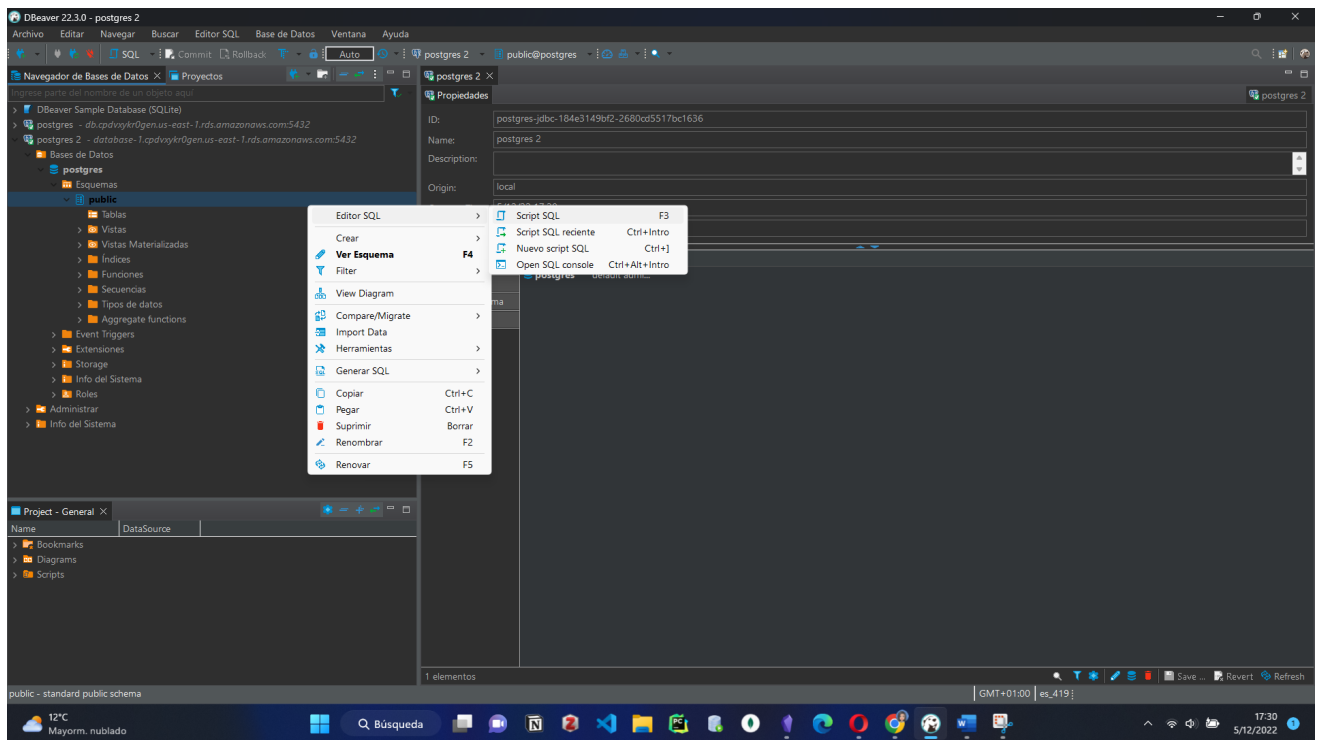 DBeaver 22.3.0 - postgres 2
Archivo Editar Navegar Buscar Editor SQL Base de Datos Ventana Ayuda
SQL Commit Rollback Auto postgres 2 public@postgres
Navegador de Bases de Datos Proyectos
Ingrese parte del nombre de un objeto aquí
DBeaver Sample Database (SQLite)
postgres - db.cpdvxykr0gen.us-east-1.rds.amazonaws.com:5432
postgres 2 - database-1.cpdvxykr0gen.us-east-1.rds.amazonaws.com:5432
Bases de Datos
postgres
Esquemas
public
Tablas
Vistas
Vistas Materializadas
Índices
Funciones
Secuencias
Tipos de datos
Aggregate functions
Event Triggers
Extensiones
Storage
Info del Sistema
Roles
Administrar
Info del Sistema
postgres 2
Propiedades postgres 2
ID: postgres-jdbc-184e3149bf2-2680cd5517bc1636
Name: postgres 2
Description:
Origin: local
Editor SQL
Crear
Ver Esquema F4
Filter
View Diagram
Compare/Migrate
Import Data
Herramientas
Generar SQL
Copiar Ctrl+C
Pegar Ctrl+V
Suprimir Borrar
Renombrar F2
Renovar F5
Script SQL F3
Script SQL reciente Ctrl+Intro
Nuevo script SQL Ctrl+]
Open SQL console Ctrl+Alt+Intro
postgres default admi...
ma
Project - General
Name DataSource
Bookmarks
Diagrams
Scripts
1 elementos Save ... Revert Refresh
public - standard public schema GMT+01:00 es_419
12°C
Mayorm. nublado
Búsqueda
17:30
5/12/2022
1